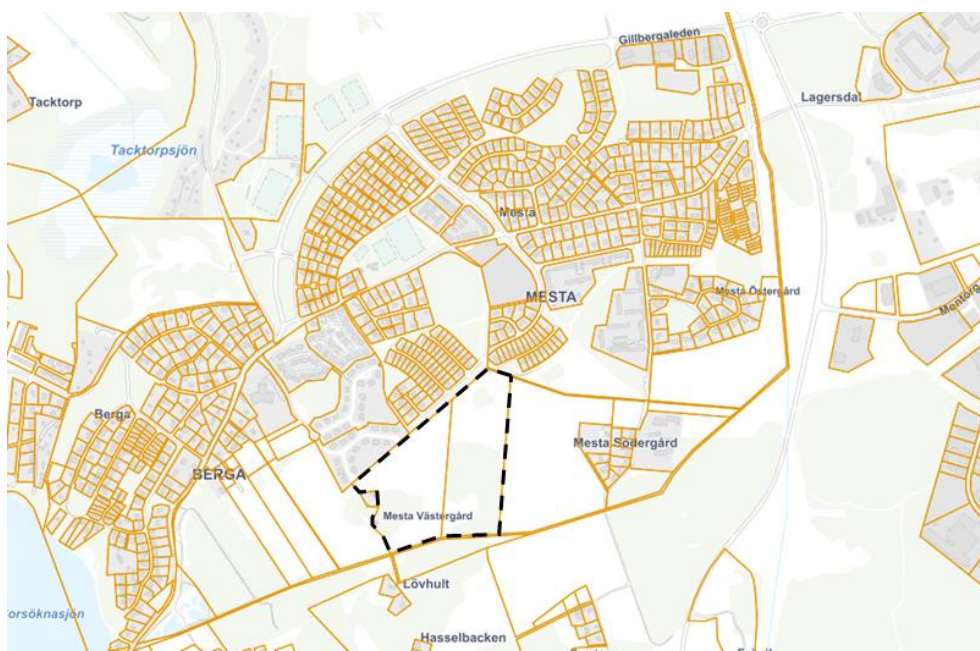 Gillbergaleden
Tacktorp
Lagersdal
Tacktorpsjön
Mesta
Mesta Östergård
MESTA
Berga
Mesta Södergård
BERGA
Mesta Västergård
Lövhult
Hasselbacken